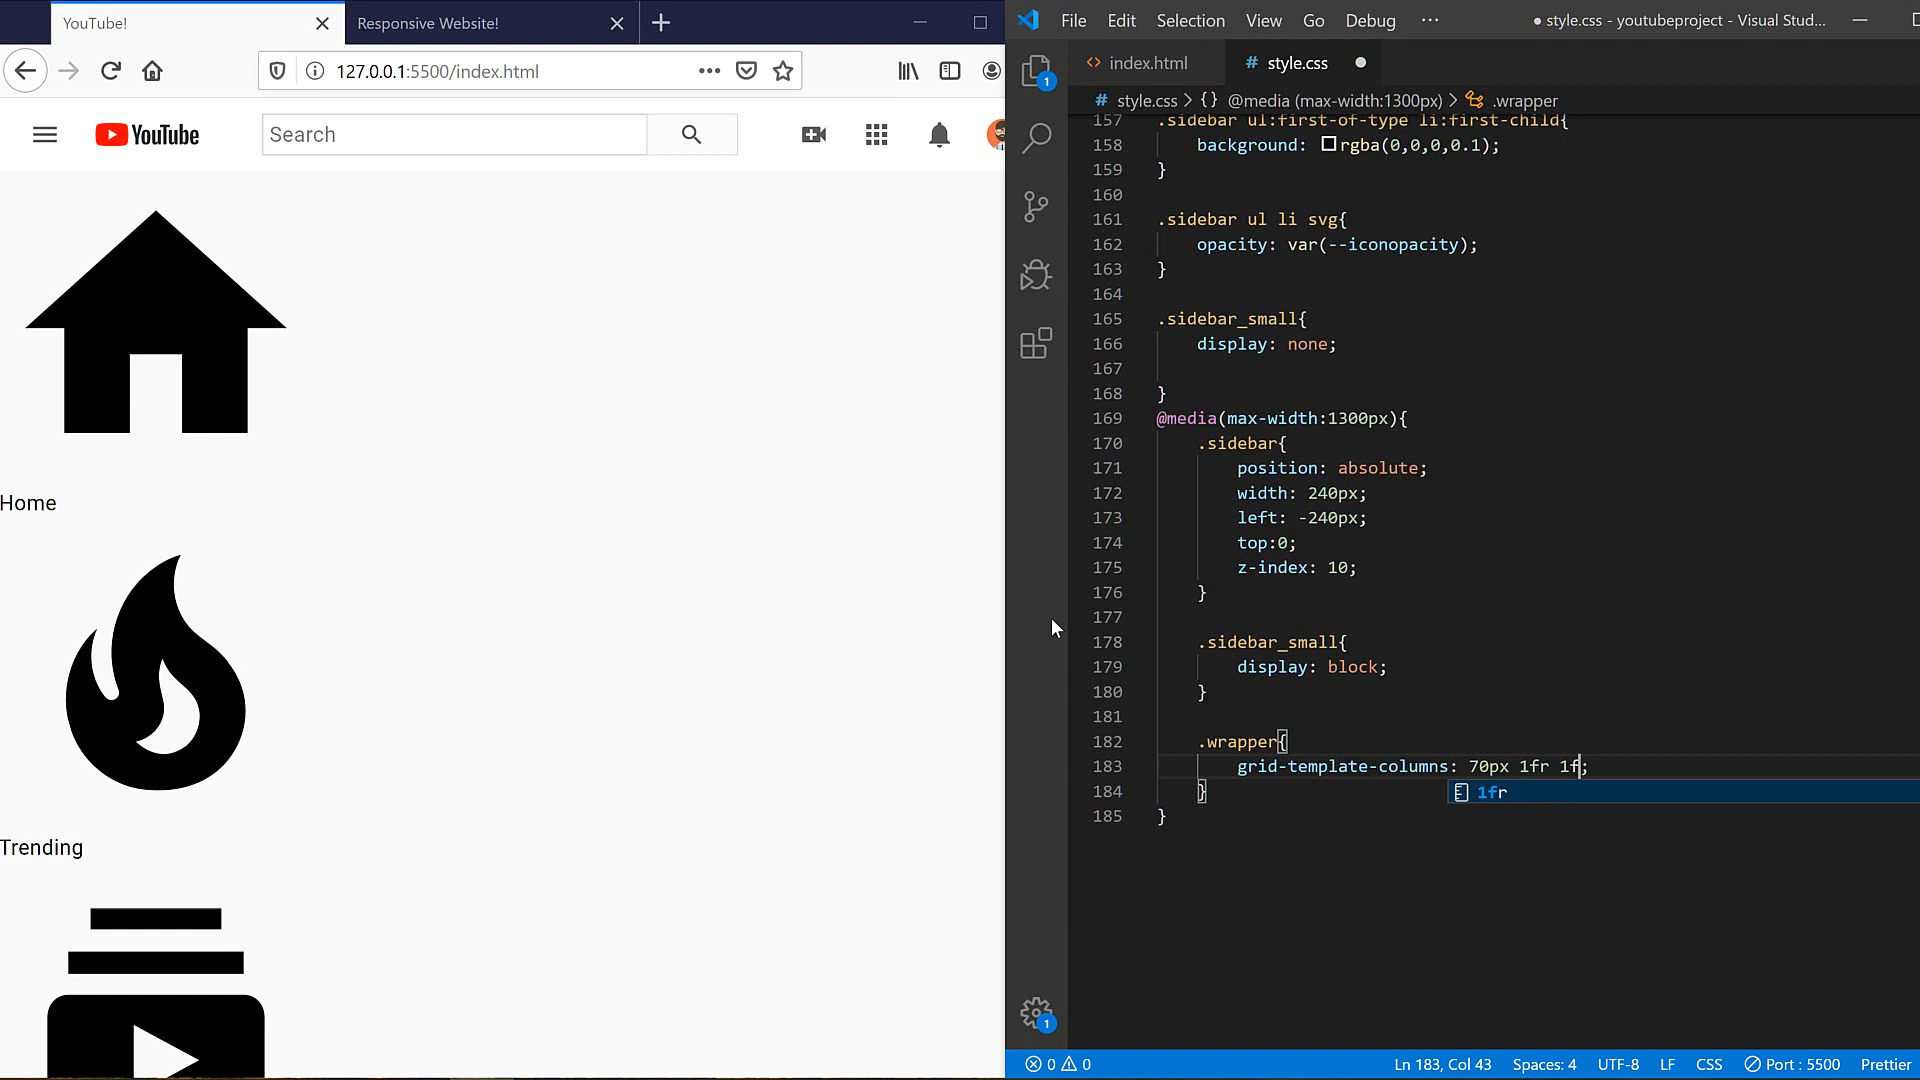 YouTube!
Responsive Website!
127.0.0.1:5500/index.html
YouTube
Search
Home
Trending
File Edit Selection View Go Debug ···
● style.css - youtubeproject - Visual Stud...
<> index.html
# style.css
# style.css > {} @media (max-width:1300px) > .wrapper
1
157 .sidebar ul:first-of-type li:first-child{
158 background: rgba(0,0,0,0.1);
159 }
160
161 .sidebar ul li svg{
162 opacity: var(--iconopacity);
163 }
164
165 .sidebar_small{
166 display: none;
167
168 }
169 @media(max-width:1300px){
170 .sidebar{
171 position: absolute;
172 width: 240px;
173 left: -240px;
174 top:0;
175 z-index: 10;
176 }
177
178 .sidebar_small{
179 display: block;
180 }
181
182 .wrapper{
183 grid-template-columns: 70px 1fr 1f;
184 }
1fr
185 }
1
0 0
Ln 183, Col 43
Spaces: 4
UTF-8
LF
CSS
Port : 5500
Prettier